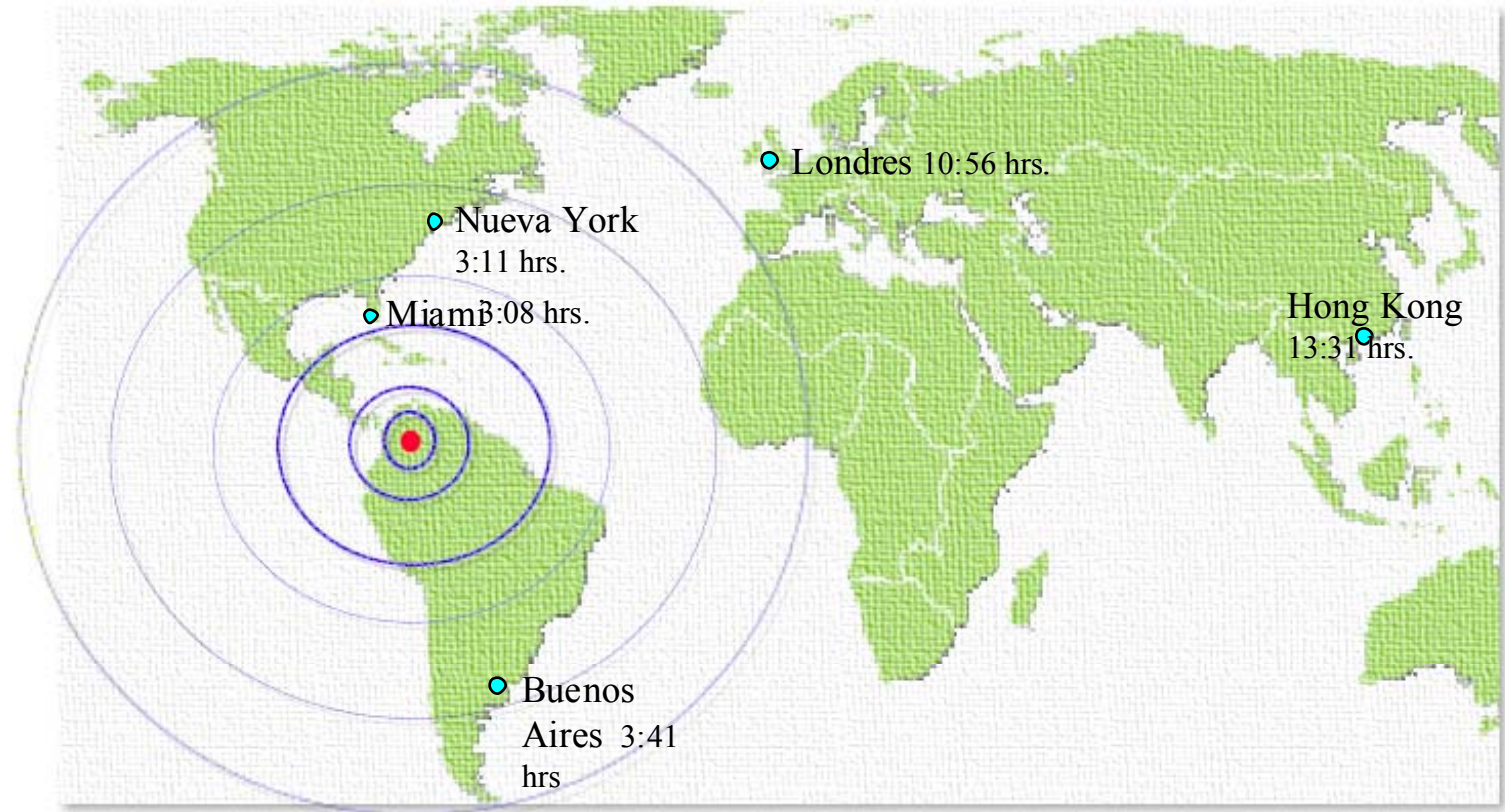 Londres 10:56 hrs.
Nueva York
3:11 hrs.
Miami 3:08 hrs.
Hong Kong
13:31 hrs.
Buenos
Aires 3:41
hrs